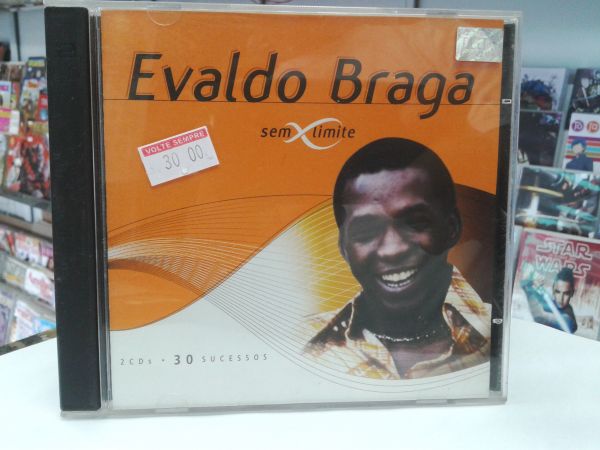 Evaldo Braga
sem limite
VOLTE SEMPRE
30 00
2CDs • 30 SUCESSOS
STAR
WARS